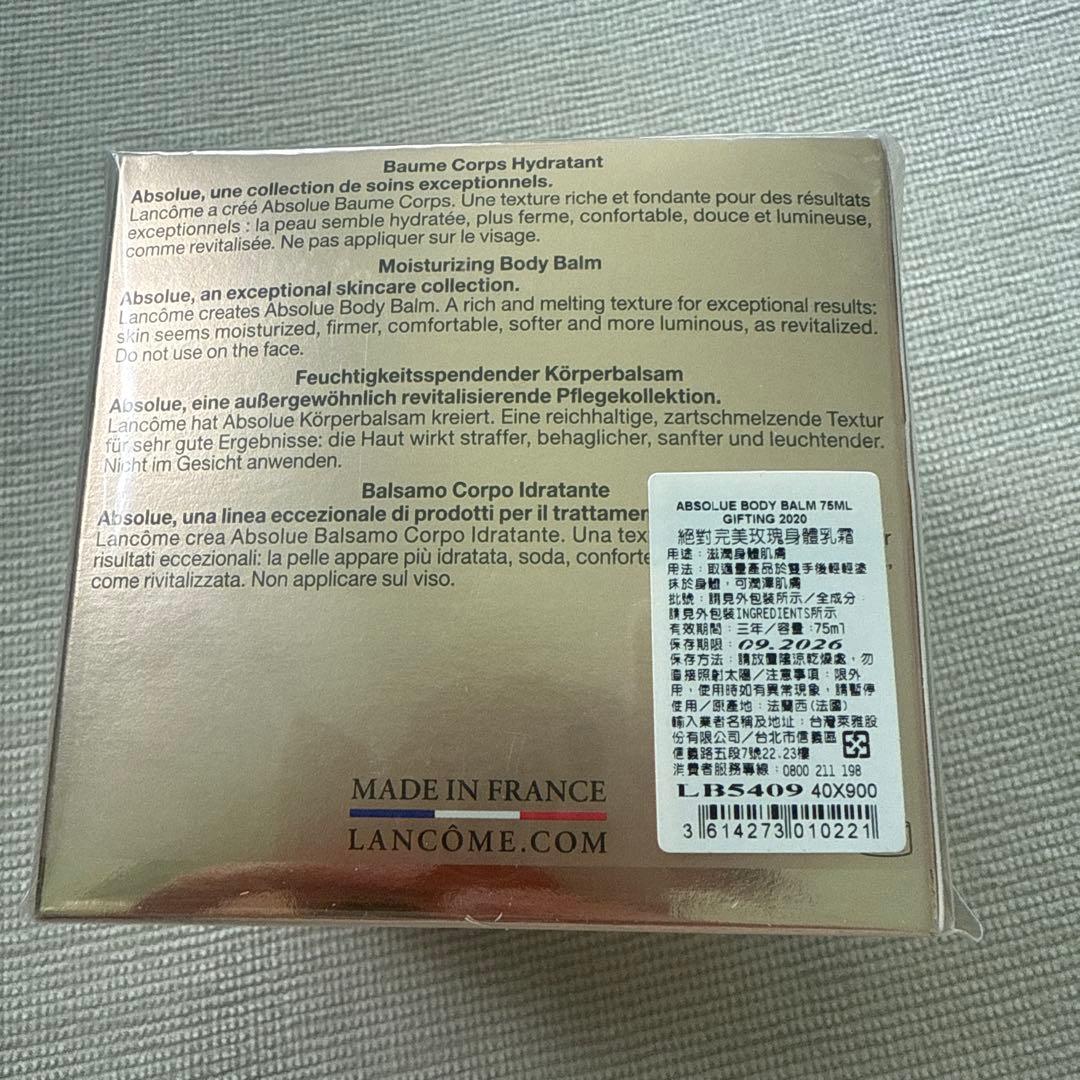 Baume Corps Hydratant
Absolue, une collection de soins exceptionnels.
Lancôme a créé Absolue Baume Corps. Une texture riche et fondante pour des résultats
exceptionnels : la peau semble hydratée, plus ferme, confortable, douce et lumineuse,
comme revitalisée. Ne pas appliquer sur le visage.
Moisturizing Body Balm
Absolue, an exceptional skincare collection.
Lancôme creates Absolue Body Balm. A rich and melting texture for exceptional results:
skin seems moisturized, firmer, comfortable, softer and more luminous, as revitalized.
Do not use on the face.
Feuchtigkeitsspendender Körperbalsam
Absolue, eine außergewöhnlich revitalisierende Pflegekollektion.
Lancôme hat Absolue Körperbalsam kreiert. Eine reichhaltige, zartschmelzende Textur
für sehr gute Ergebnisse: die Haut wirkt straffer, behaglicher, sanfter und leuchtender.
Nicht im Gesicht anwenden.
Balsamo Corpo Idratante
Absolue, una linea eccezionale di prodotti per il trattamen
Lancôme crea Absolue Balsamo Corpo Idratante. Una tex
risultati eccezionali: la pelle appare più idratata, soda, conforte
come rivitalizzata. Non applicare sul viso.
MADE IN FRANCE
LANCÔME.COM
ABSOLUE BODY BALM 75ML
GIFTING 2020
絕對完美玫瑰身體乳霜
用途：滋潤身體肌膚
用法：取適量產品於雙手後輕輕塗
抹於身體，可潤澤肌膚
批號：請見外包裝所示／全成分：
請見外包裝INGREDIENTS所示
有效期間：三年／容量：75ml
保存期限：09.2026
保存方法：請放置陰涼乾燥處，勿
直接照射太陽／注意事項：限外
用，使用時如有異常現象，請暫停
使用／原產地：法蘭西(法國)
輸入業者名稱及地址：台灣萊雅股
份有限公司／台北市信義區
信義路五段7號22.23樓
消費者服務專線：0800 211 198
LB5409 40X900
3 614273 010221